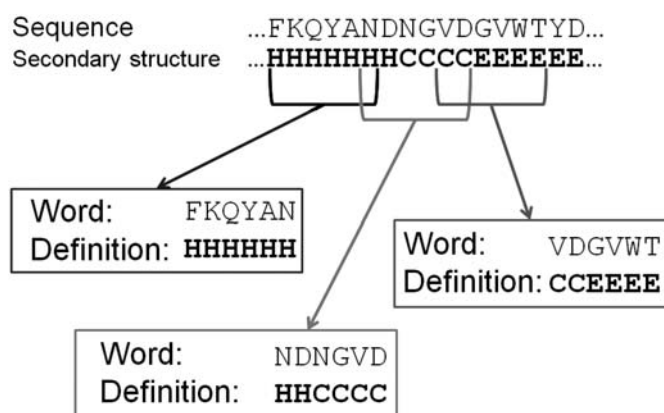 Sequence ...FKQYANDNGVDGVWTYD...
Secondary structure ...HHHHHHHCCCCEEEEEE...
Word: FKQYAN
Definition: HHHHHH
Word: VDGVWT
Definition: CCEEEE
Word: NDNGVD
Definition: HHCCCC